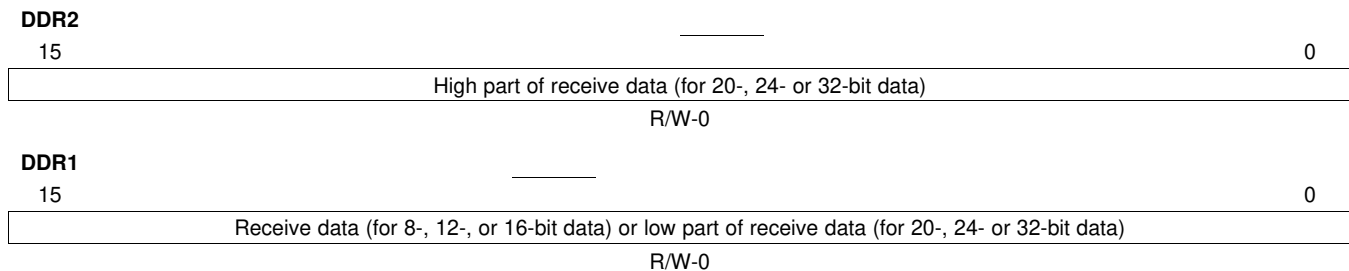 DDR2
15 0
High part of receive data (for 20-, 24- or 32-bit data)
R/W-0
DDR1
15 0
Receive data (for 8-, 12-, or 16-bit data) or low part of receive data (for 20-, 24- or 32-bit data)
R/W-0